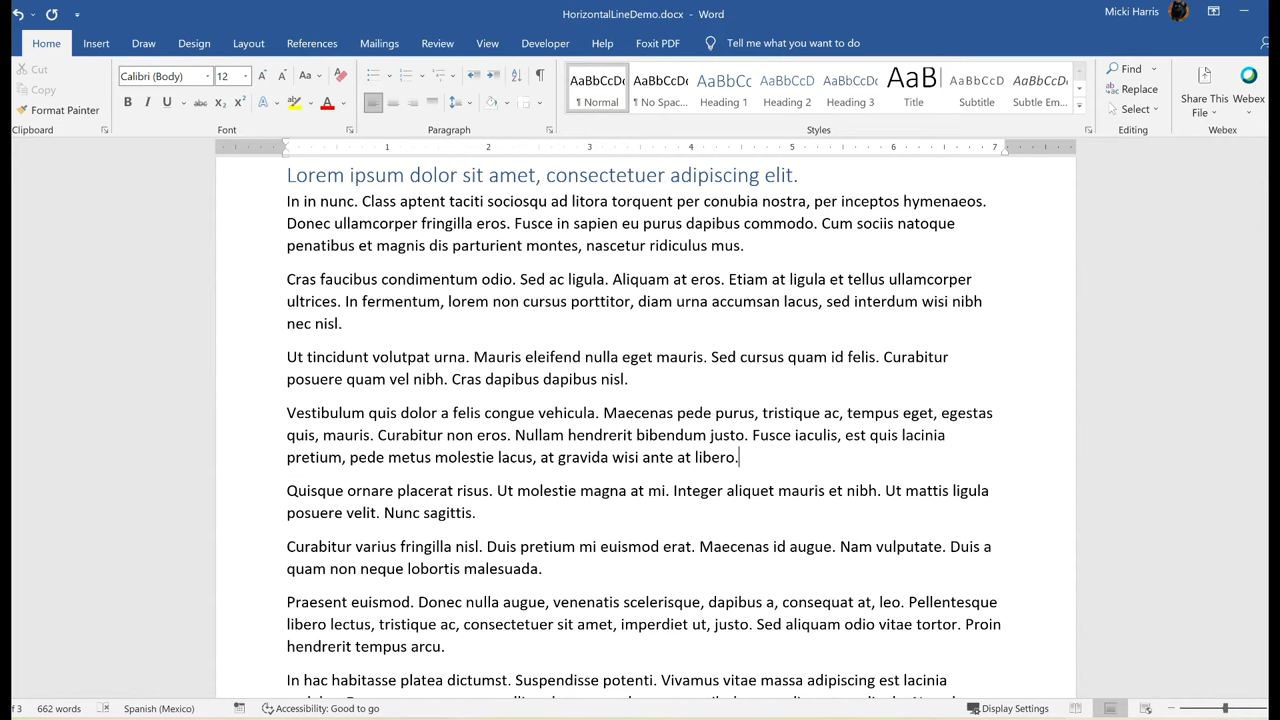 HorizontalLineDemo.docx - Word
Micki Harris
Home Insert Draw Design Layout References Mailings Review View Developer Help Foxit PDF Tell me what you want to do
Cut
Copy
Format Painter
Clipboard
Calibri (Body) 12
Font
Paragraph
AaBbCcDc AaBbCcDc AaBbCc AaBbCcD AaBbCcD AaB AaBbCcD AaBbCcDc
¶ Normal ¶ No Spac... Heading 1 Heading 2 Heading 3 Title Subtitle Subtle Em...
Styles
Find
Replace
Select
Editing
Share This File
Webex
Webex
1 2 3 4 5 6 7
Lorem ipsum dolor sit amet, consectetuer adipiscing elit.
In in nunc. Class aptent taciti sociosqu ad litora torquent per conubia nostra, per inceptos hymenaeos.
Donec ullamcorper fringilla eros. Fusce in sapien eu purus dapibus commodo. Cum sociis natoque
penatibus et magnis dis parturient montes, nascetur ridiculus mus.
Cras faucibus condimentum odio. Sed ac ligula. Aliquam at eros. Etiam at ligula et tellus ullamcorper
ultrices. In fermentum, lorem non cursus porttitor, diam urna accumsan lacus, sed interdum wisi nibh
nec nisl.
Ut tincidunt volutpat urna. Mauris eleifend nulla eget mauris. Sed cursus quam id felis. Curabitur
posuere quam vel nibh. Cras dapibus dapibus nisl.
Vestibulum quis dolor a felis congue vehicula. Maecenas pede purus, tristique ac, tempus eget, egestas
quis, mauris. Curabitur non eros. Nullam hendrerit bibendum justo. Fusce iaculis, est quis lacinia
pretium, pede metus molestie lacus, at gravida wisi ante at libero.
Quisque ornare placerat risus. Ut molestie magna at mi. Integer aliquet mauris et nibh. Ut mattis ligula
posuere velit. Nunc sagittis.
Curabitur varius fringilla nisl. Duis pretium mi euismod erat. Maecenas id augue. Nam vulputate. Duis a
quam non neque lobortis malesuada.
Praesent euismod. Donec nulla augue, venenatis scelerisque, dapibus a, consequat at, leo. Pellentesque
libero lectus, tristique ac, consectetuer sit amet, imperdiet ut, justo. Sed aliquam odio vitae tortor. Proin
hendrerit tempus arcu.
In hac habitasse platea dictumst. Suspendisse potenti. Vivamus vitae massa adipiscing est lacinia
of 3 662 words Spanish (Mexico) Accessibility: Good to go Display Settings